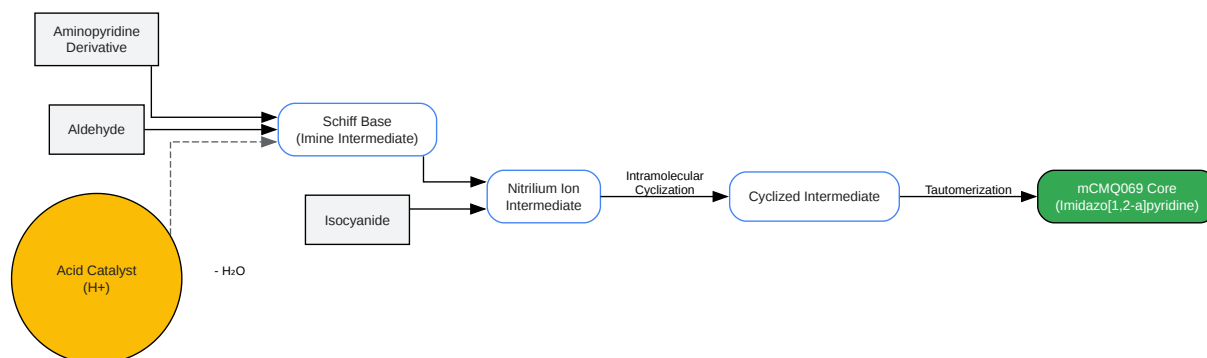 Aminopyridine
Derivative
Aldehyde
Acid Catalyst
(H+)
- H₂O
Schiff Base
(Imine Intermediate)
Isocyanide
Nitrilium Ion
Intermediate
Intramolecular
Cyclization
Cyclized Intermediate
Tautomerization
mCMQ069 Core
(Imidazo[1,2-a]pyridine)